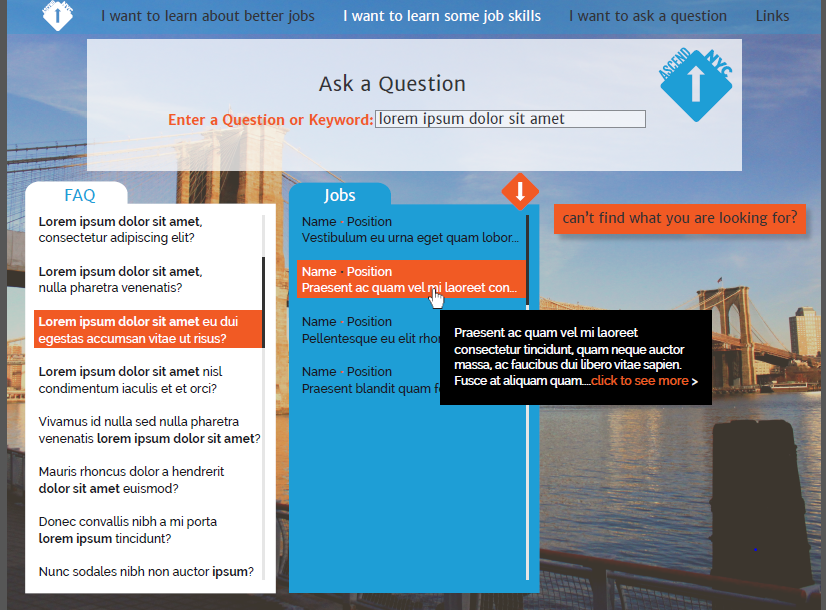 I want to learn about better jobs I want to learn some job skills I want to ask a question Links
Ask a Question
ASCEND NYC
Enter a Question or Keyword: lorem ipsum dolor sit amet
FAQ
Lorem ipsum dolor sit amet,
consectetur adipiscing elit?
Lorem ipsum dolor sit amet,
nulla pharetra venenatis?
Lorem ipsum dolor sit amet eu dui
egestas accumsan vitae ut risus?
Lorem ipsum dolor sit amet nisl
condimentum iaculis et et orci?
Vivamus id nulla sed nulla pharetra
venenatis lorem ipsum dolor sit amet?
Mauris rhoncus dolor a hendrerit
dolor sit amet euismod?
Donec convallis nibh a mi porta
lorem ipsum tincidunt?
Nunc sodales nibh non auctor ipsum?
Jobs
Name • Position
Vestibulum eu urna eget quam lobor...
Name • Position
Praesent ac quam vel mi laoreet con...
Name • Position
Pellentesque eu elit rho
Name • Position
Praesent blandit quam f
can't find what you are looking for?
Praesent ac quam vel mi laoreet
consectetur tincidunt, quam neque auctor
massa, ac faucibus dui libero vitae sapien.
Fusce at aliquam quam....click to see more >